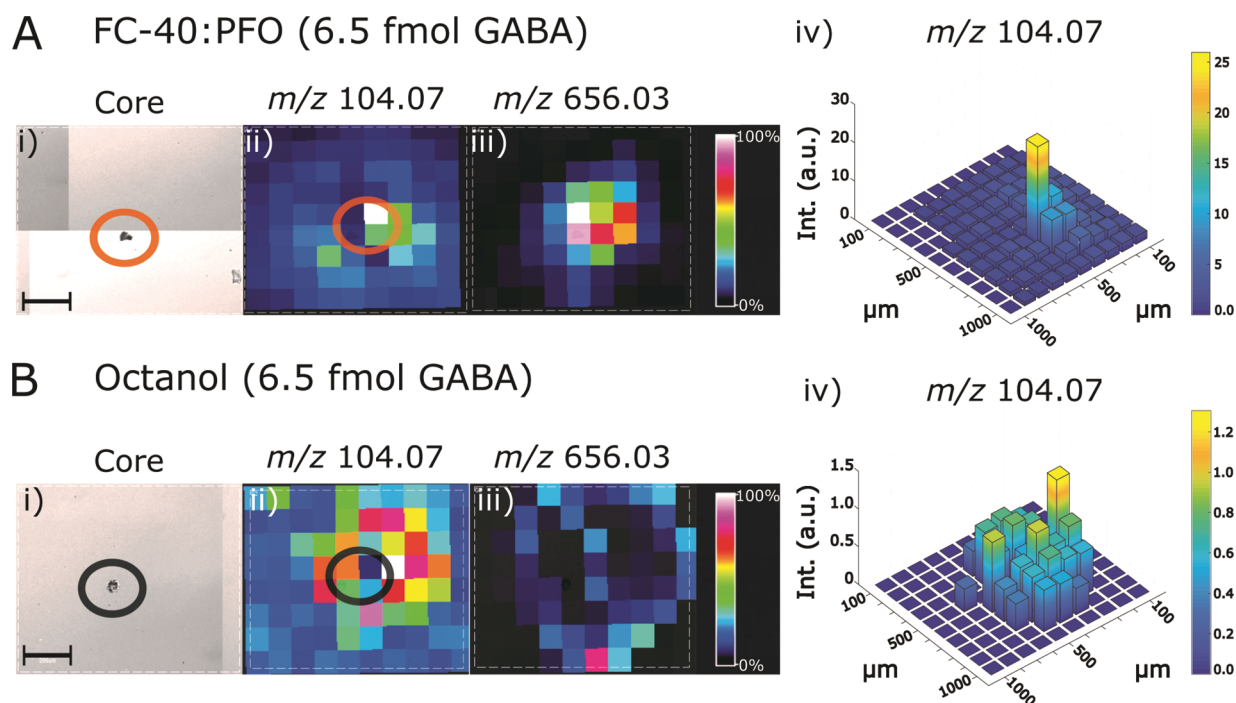 A FC-40:PFO (6.5 fmol GABA)
Core m/z 104.07 m/z 656.03
i) ii) iii)
100%
0%
iv) m/z 104.07
Int. (a.u.)
30
20
10
0
100
500
1000
µm
100
500
1000
µm
25
20
15
10
5
0.0
B Octanol (6.5 fmol GABA)
Core m/z 104.07 m/z 656.03
i) ii) iii)
100%
0%
iv) m/z 104.07
Int. (a.u.)
1.5
1.0
0.5
0
100
500
1000
µm
100
500
1000
µm
1.2
1.0
0.8
0.6
0.4
0.2
0.0